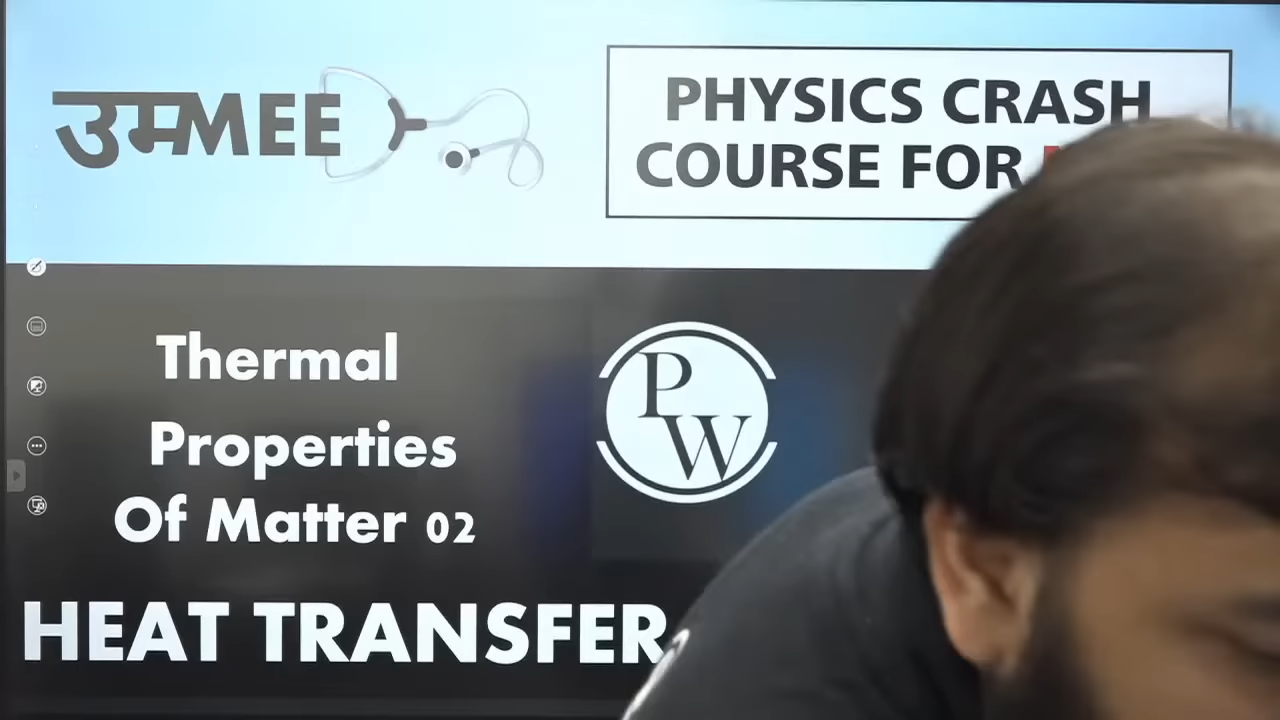 उम्MEE
PHYSICS CRASH
COURSE FOR
Thermal
Properties
Of Matter 02
PW
HEAT TRANSFER